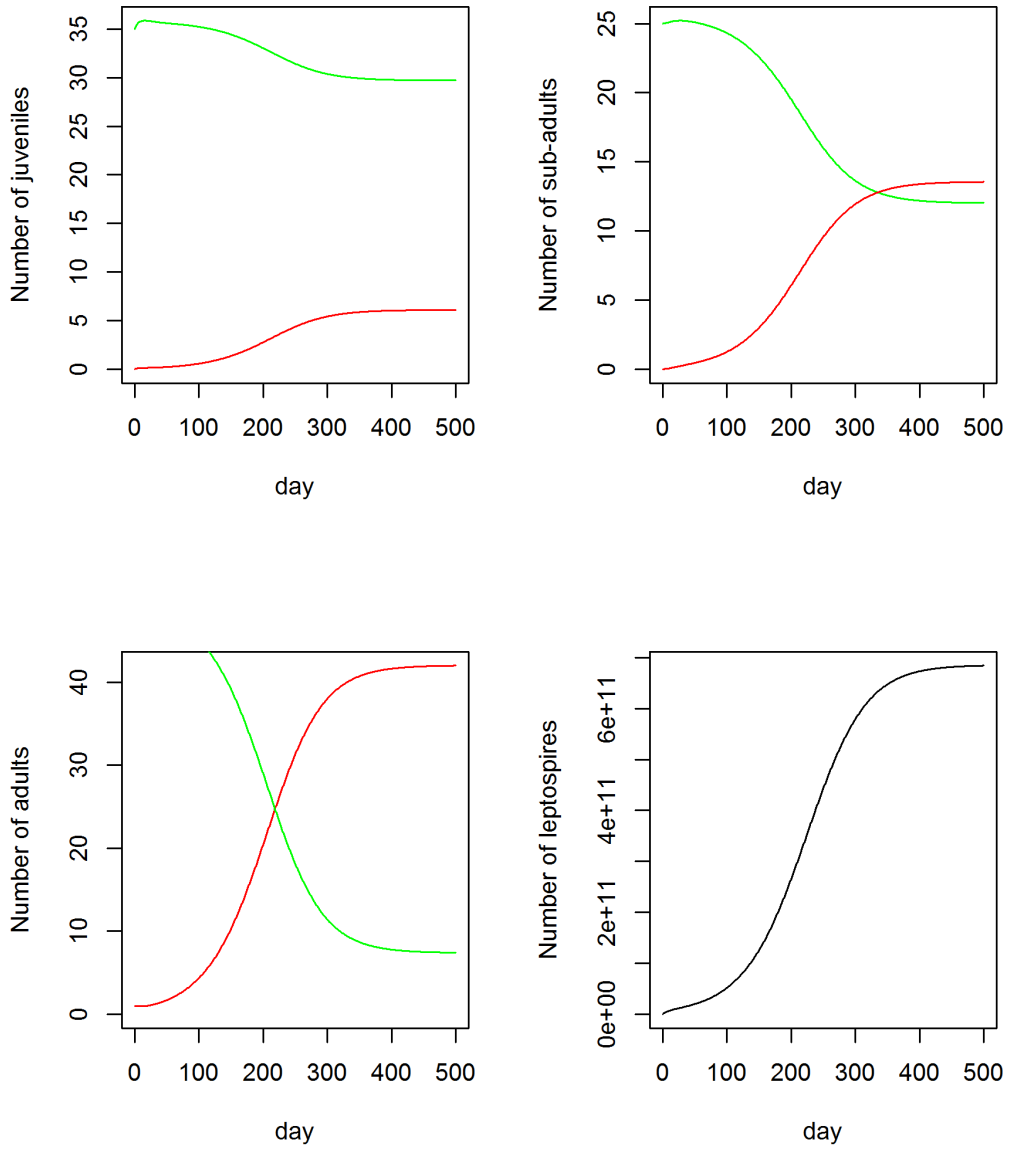 Number of juveniles
35
30
25
20
15
10
5
0
0 100 200 300 400 500
day
Number of sub-adults
25
20
15
10
5
0
0 100 200 300 400 500
day
Number of adults
40
30
20
10
0
0 100 200 300 400 500
day
Number of leptospires
6e+11
4e+11
2e+11
0e+00
0 100 200 300 400 500
day